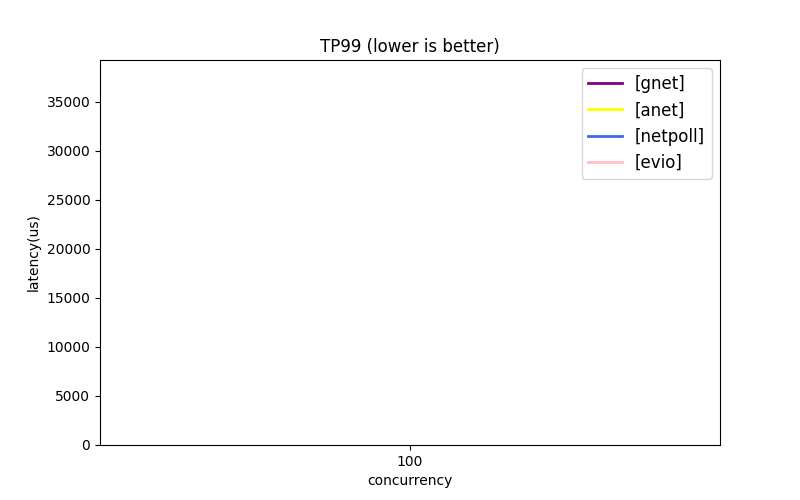 TP99 (lower is better)
[gnet]
[anet]
[netpoll]
[evio]
35000
30000
25000
20000
15000
10000
5000
0
latency(us)
100
concurrency